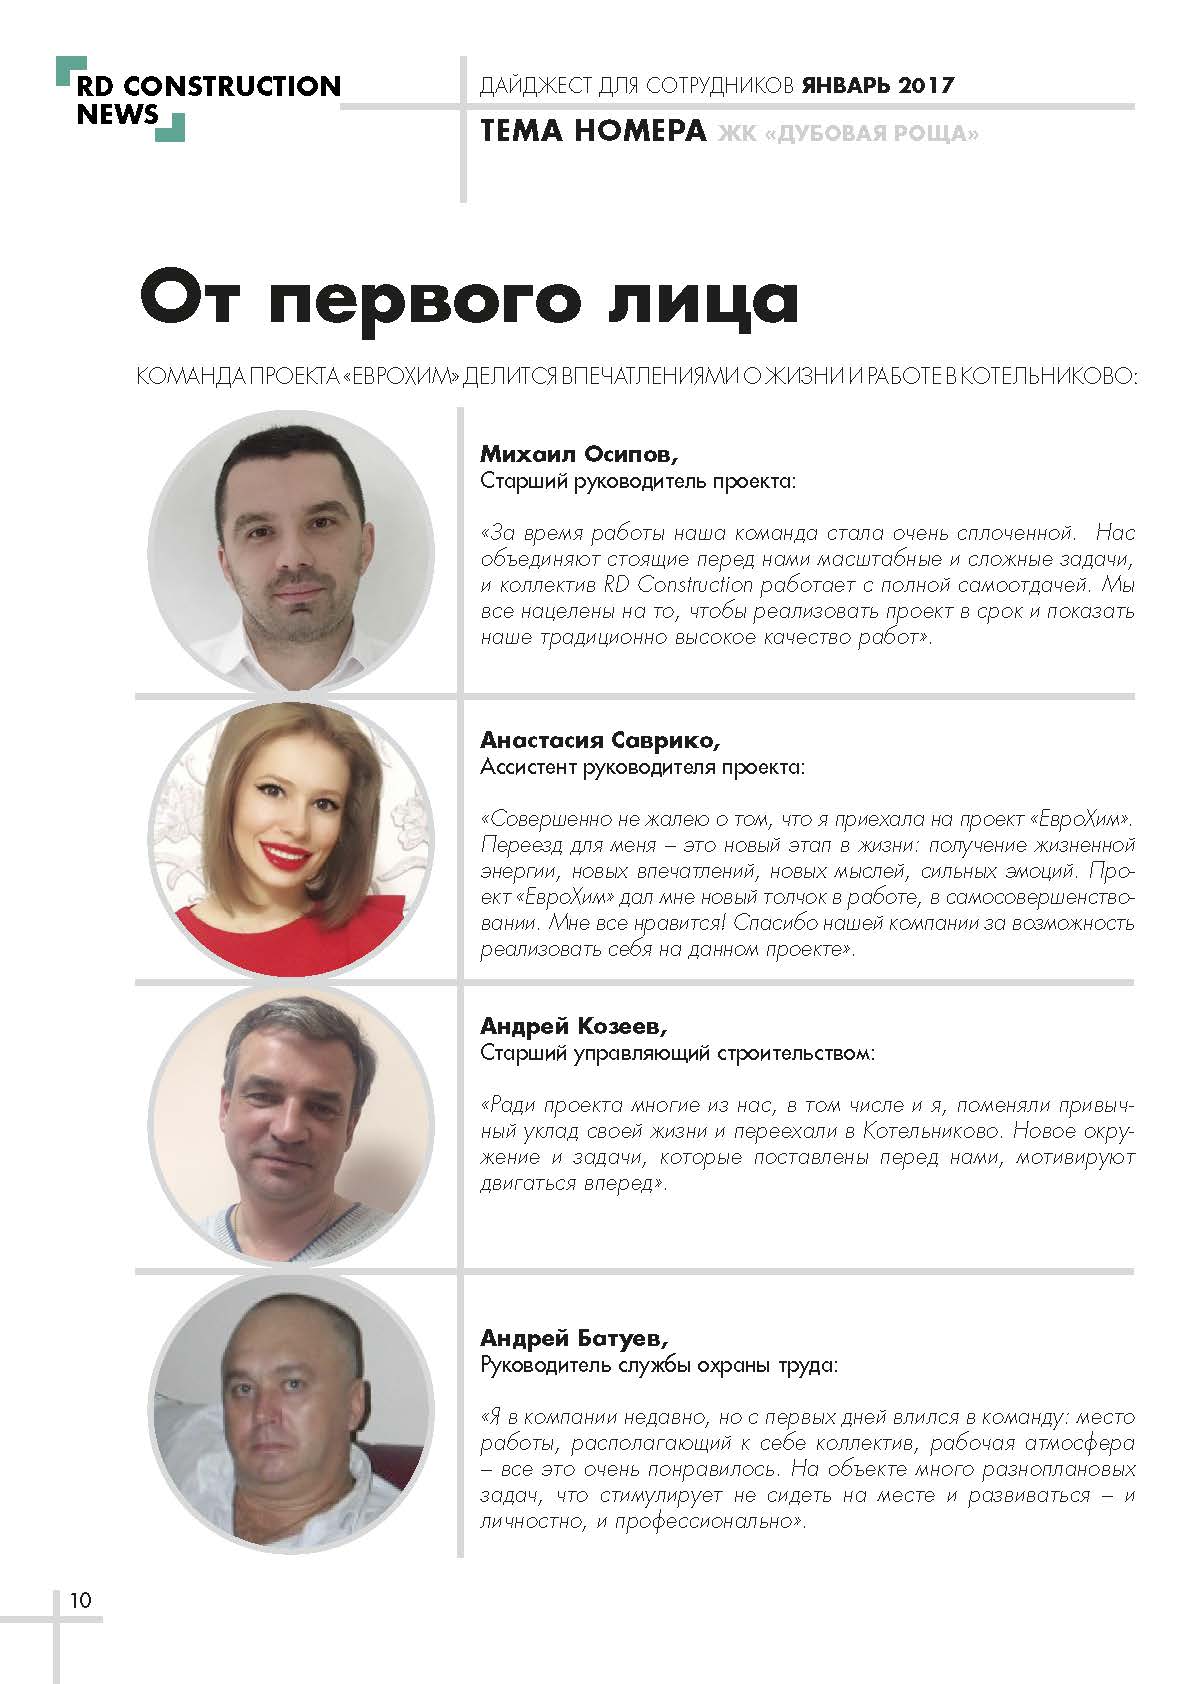 RD CONSTRUCTION
NEWS
ДАЙДЖЕСТ ДЛЯ СОТРУДНИКОВ ЯНВАРЬ 2017
ТЕМА НОМЕРА ЖК «ДУБОВАЯ РОЩА»
От первого лица
КОМАНДА ПРОЕКТА «ЕВРОХИМ» ДЕЛИТСЯ ВПЕЧАТЛЕНИЯМИ О ЖИЗНИ И РАБОТЕ В КОТЕЛЬНИКОВО:
Михаил Осипов,
Старший руководитель проекта:
«За время работы наша команда стала очень сплоченной. Нас
объединяют стоящие перед нами масштабные и сложные задачи,
и коллектив RD Construction работает с полной самоотдачей. Мы
все нацелены на то, чтобы реализовать проект в срок и показать
наше традиционно высокое качество работ».
Анастасия Саврико,
Ассистент руководителя проекта:
«Совершенно не жалею о том, что я приехала на проект «ЕвроХим».
Переезд для меня – это новый этап в жизни: получение жизненной
энергии, новых впечатлений, новых мыслей, сильных эмоций. Про-
ект «ЕвроХим» дал мне новый толчок в работе, в самосовершенство-
вании. Мне все нравится! Спасибо нашей компании за возможность
реализовать себя на данном проекте».
Андрей Козеев,
Старший управляющий строительством:
«Ради проекта многие из нас, в том числе и я, поменяли привыч-
ный уклад своей жизни и переехали в Котельниково. Новое окру-
жение и задачи, которые поставлены перед нами, мотивируют
двигаться вперед».
Андрей Батуев,
Руководитель службы охраны труда:
«Я в компании недавно, но с первых дней влился в команду: место
работы, располагающий к себе коллектив, рабочая атмосфера
– все это очень понравилось. На объекте много разноплановых
задач, что стимулирует не сидеть на месте и развиваться – и
личностно, и профессионально».
10